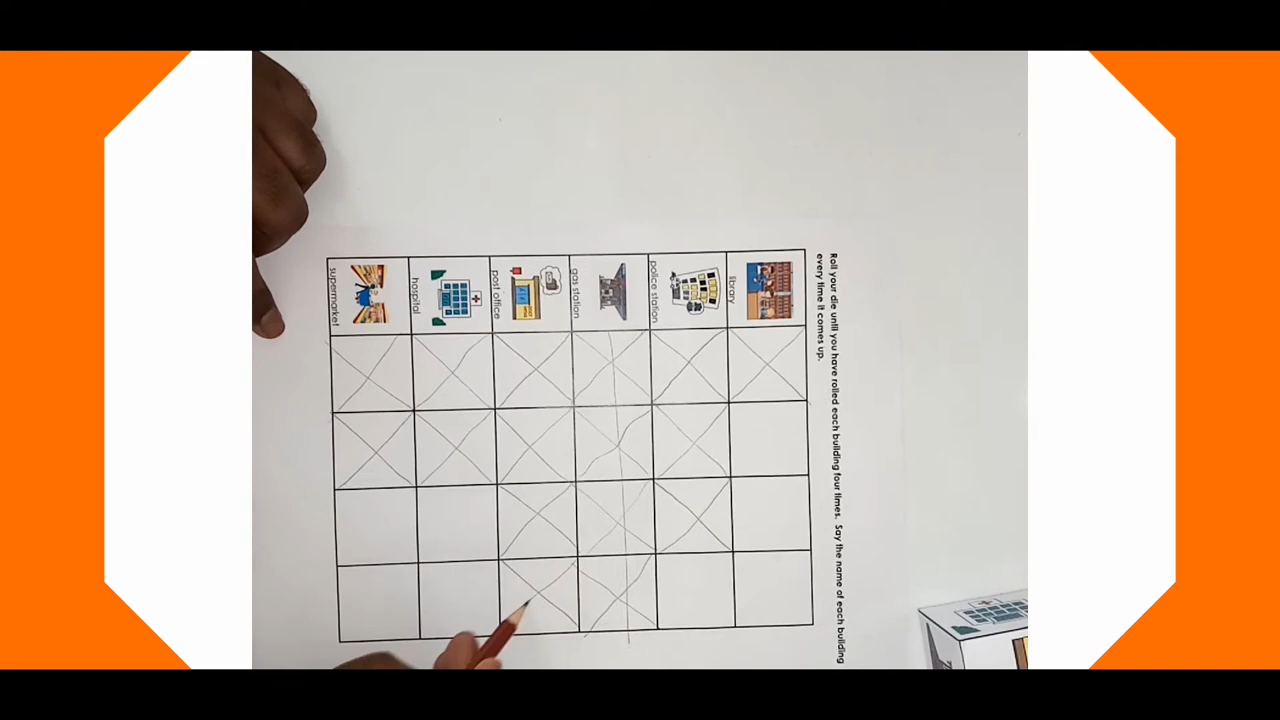 Roll your die until you have rolled each building four times. Say the name of each building
every time it comes up.
library
police station
gas station
post office
hospital
supermarket